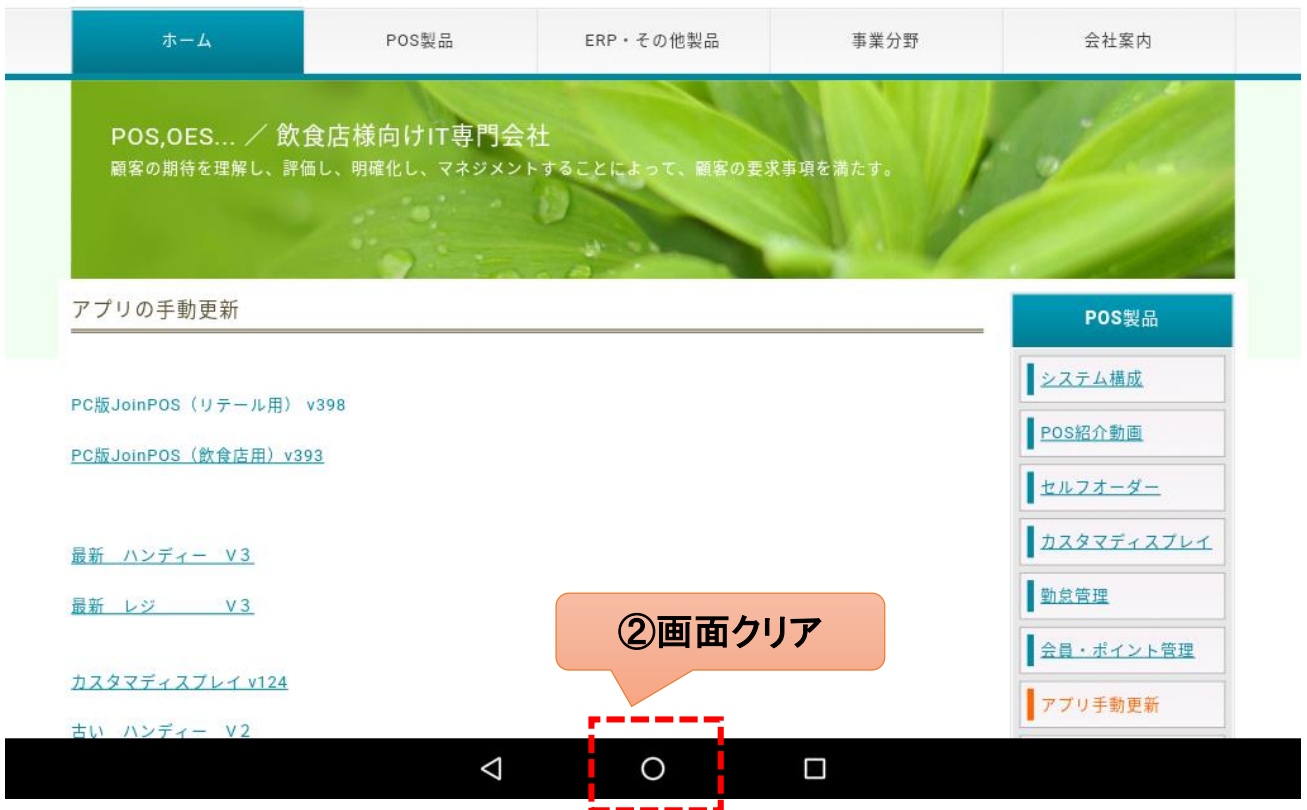 ホーム
POS製品
ERP・その他製品
事業分野
会社案内
POS,OES... ／ 飲食店様向けIT専門会社
顧客の期待を理解し、評価し、明確化し、マネジメントすることによって、顧客の要求事項を満たす。
アプリの手動更新
PC版JoinPOS（リテール用） v398
PC版JoinPOS（飲食店用）v393
最新　ハンディー　V３
最新　レジ　　　V３
カスタマディスプレイ v124
古い　ハンディー　V２
②画面クリア
POS製品
システム構成
POS紹介動画
セルフオーダー
カスタマディスプレイ
勤怠管理
会員・ポイント管理
アプリ手動更新